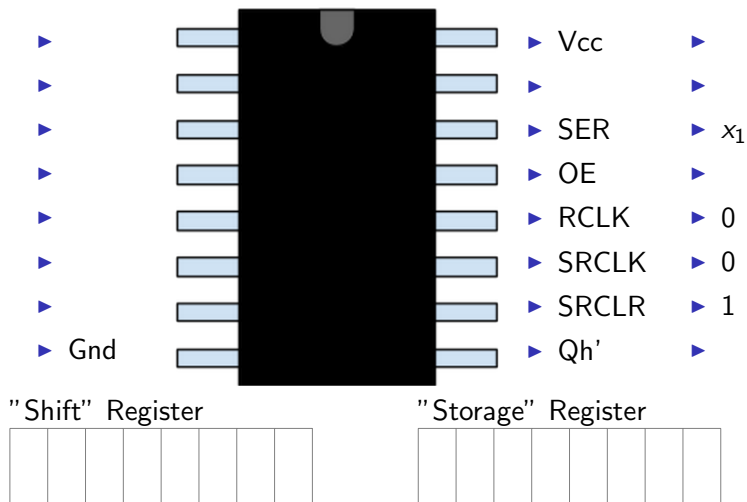 Vcc
SER x₁
OE
RCLK 0
SRCLK 0
SRCLR 1
Gnd Qh'
"Shift" Register "Storage" Register